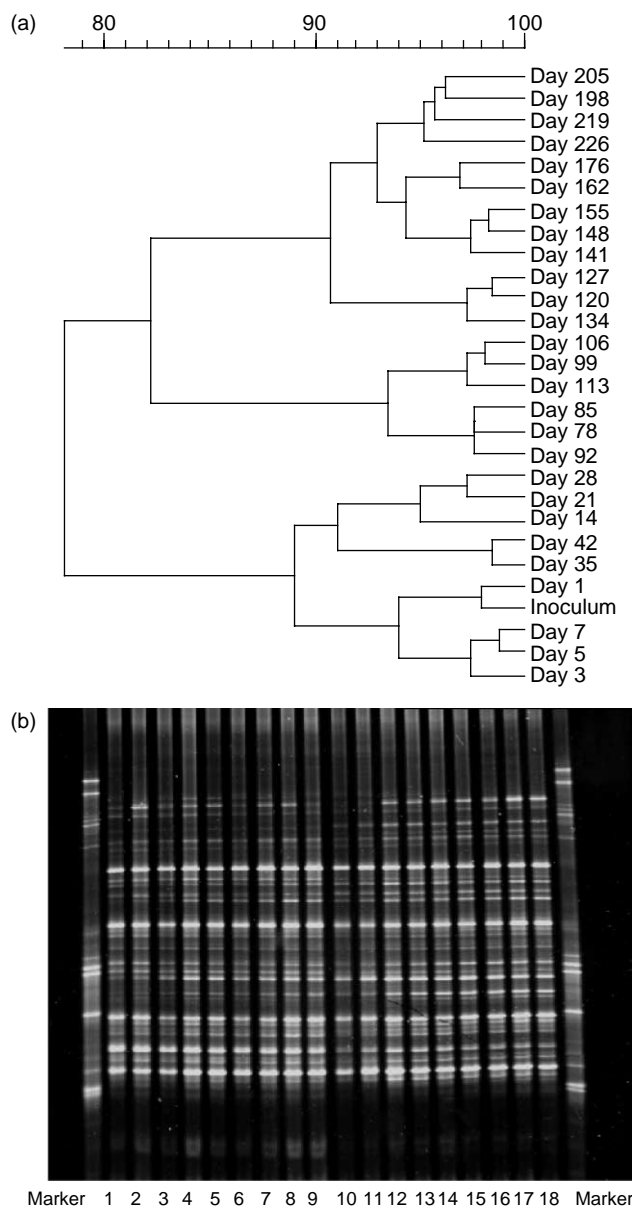 (a)
80 90 100
Day 205
Day 198
Day 219
Day 226
Day 176
Day 162
Day 155
Day 148
Day 141
Day 127
Day 120
Day 134
Day 106
Day 99
Day 113
Day 85
Day 78
Day 92
Day 28
Day 21
Day 14
Day 42
Day 35
Day 1
Inoculum
Day 7
Day 5
Day 3
(b)
Marker 1 2 3 4 5 6 7 8 9 10 11 12 13 14 15 16 17 18 Marker